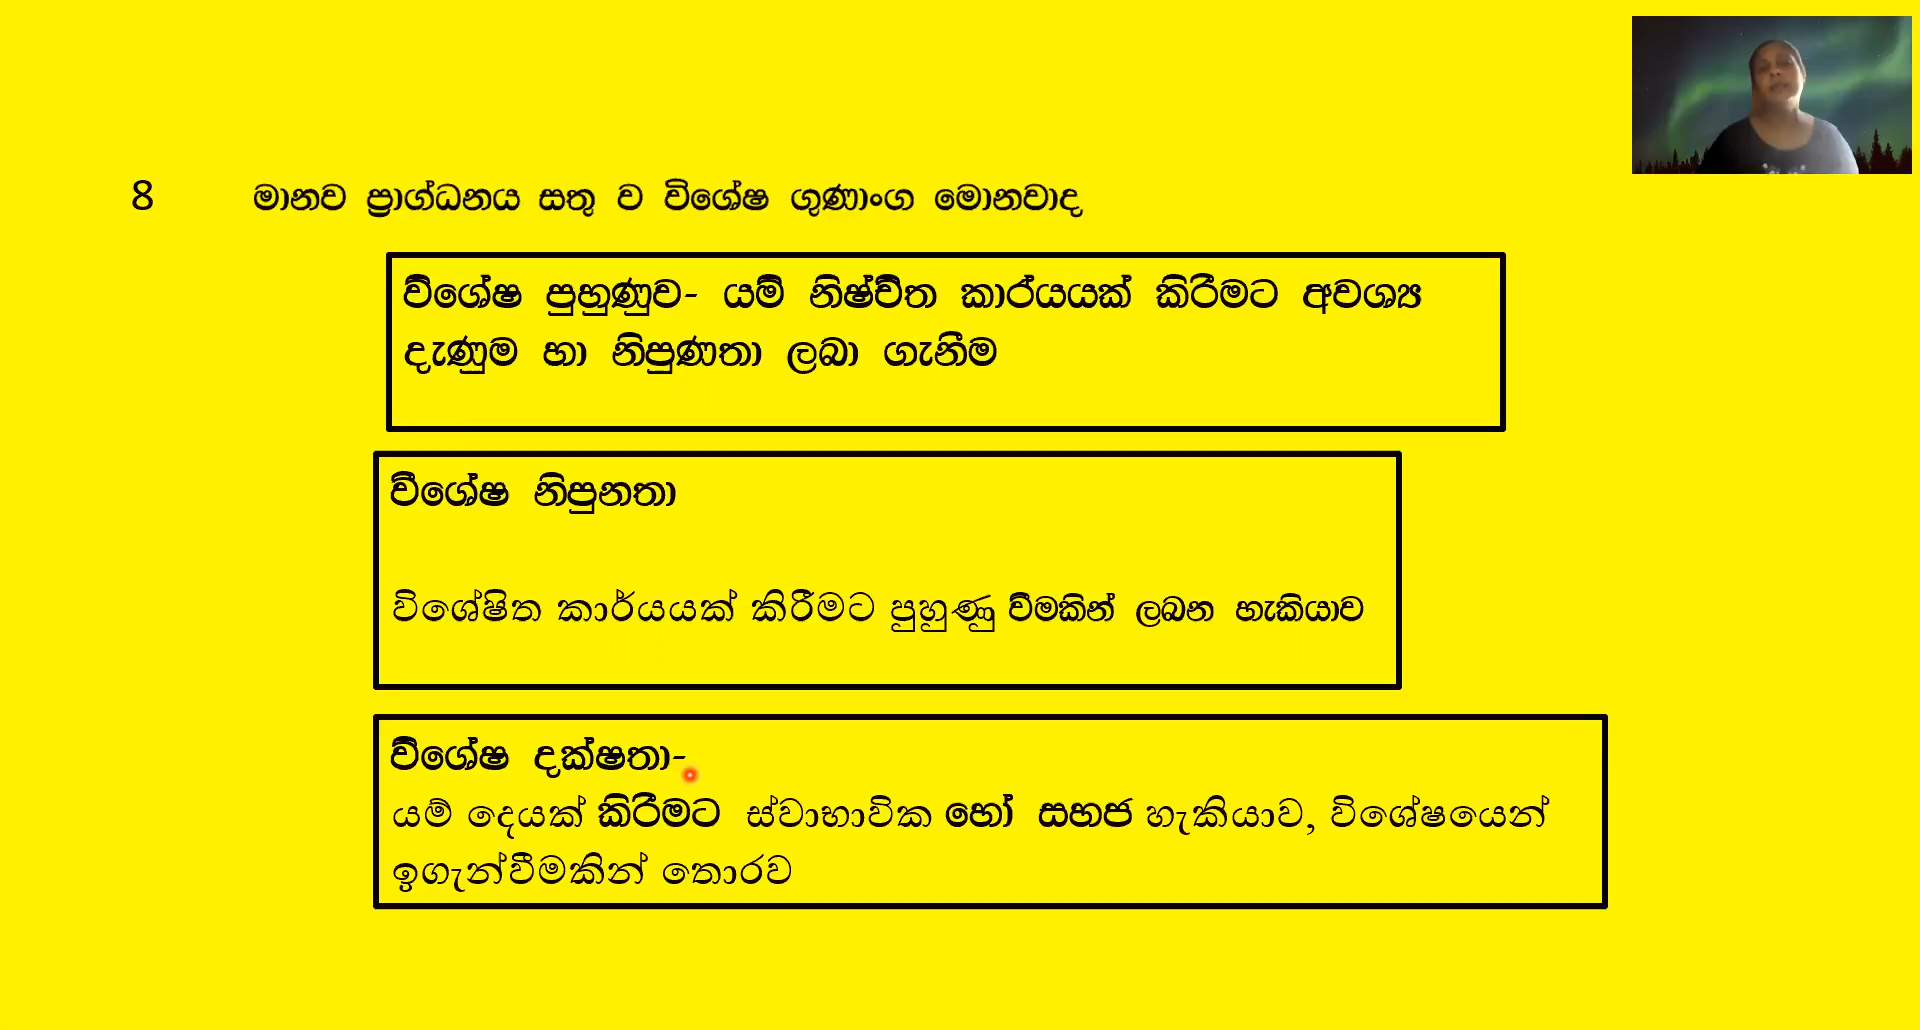 8 මානව ප්‍රාග්ධනය සතු ව විශේෂ ගුණාංග මොනවාද
විශේෂ පුහුණුව- යම් නිෂ්චිත කාර්යයක් කිරීමට අවශ්‍ය
දැණුම හා නිපුණතා ලබා ගැනීම
විශේෂ නිපුනතා
විශේෂිත කාර්යයක් කිරීමට පුහුණු වීමකින් ලබන හැකියාව
විශේෂ දක්ෂතා-
යම් දෙයක් කිරීමට ස්වාභාවික හෝ සහජ හැකියාව, විශේෂයෙන්
ඉගැන්වීමකින් තොරව